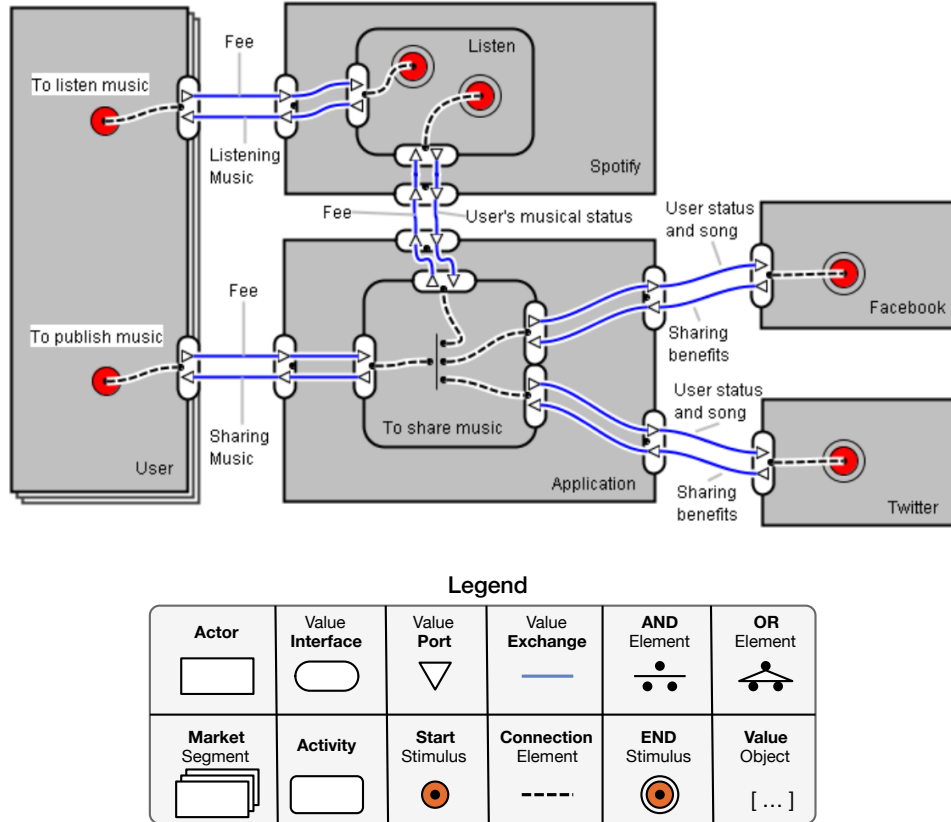 Fee
Listen
To listen music
Listening
Music
Spotify
Fee
User's musical status
User status
and song
Fee
Facebook
To publish music
Sharing
benefits
User status
and song
Sharing
Music
To share music
User
Application
Sharing
benefits
Twitter
Legend
Actor
Value
Interface
Value
Port
Value
Exchange
AND
Element
OR
Element
Market
Segment
Activity
Start
Stimulus
Connection
Element
END
Stimulus
Value
Object
[ ... ]